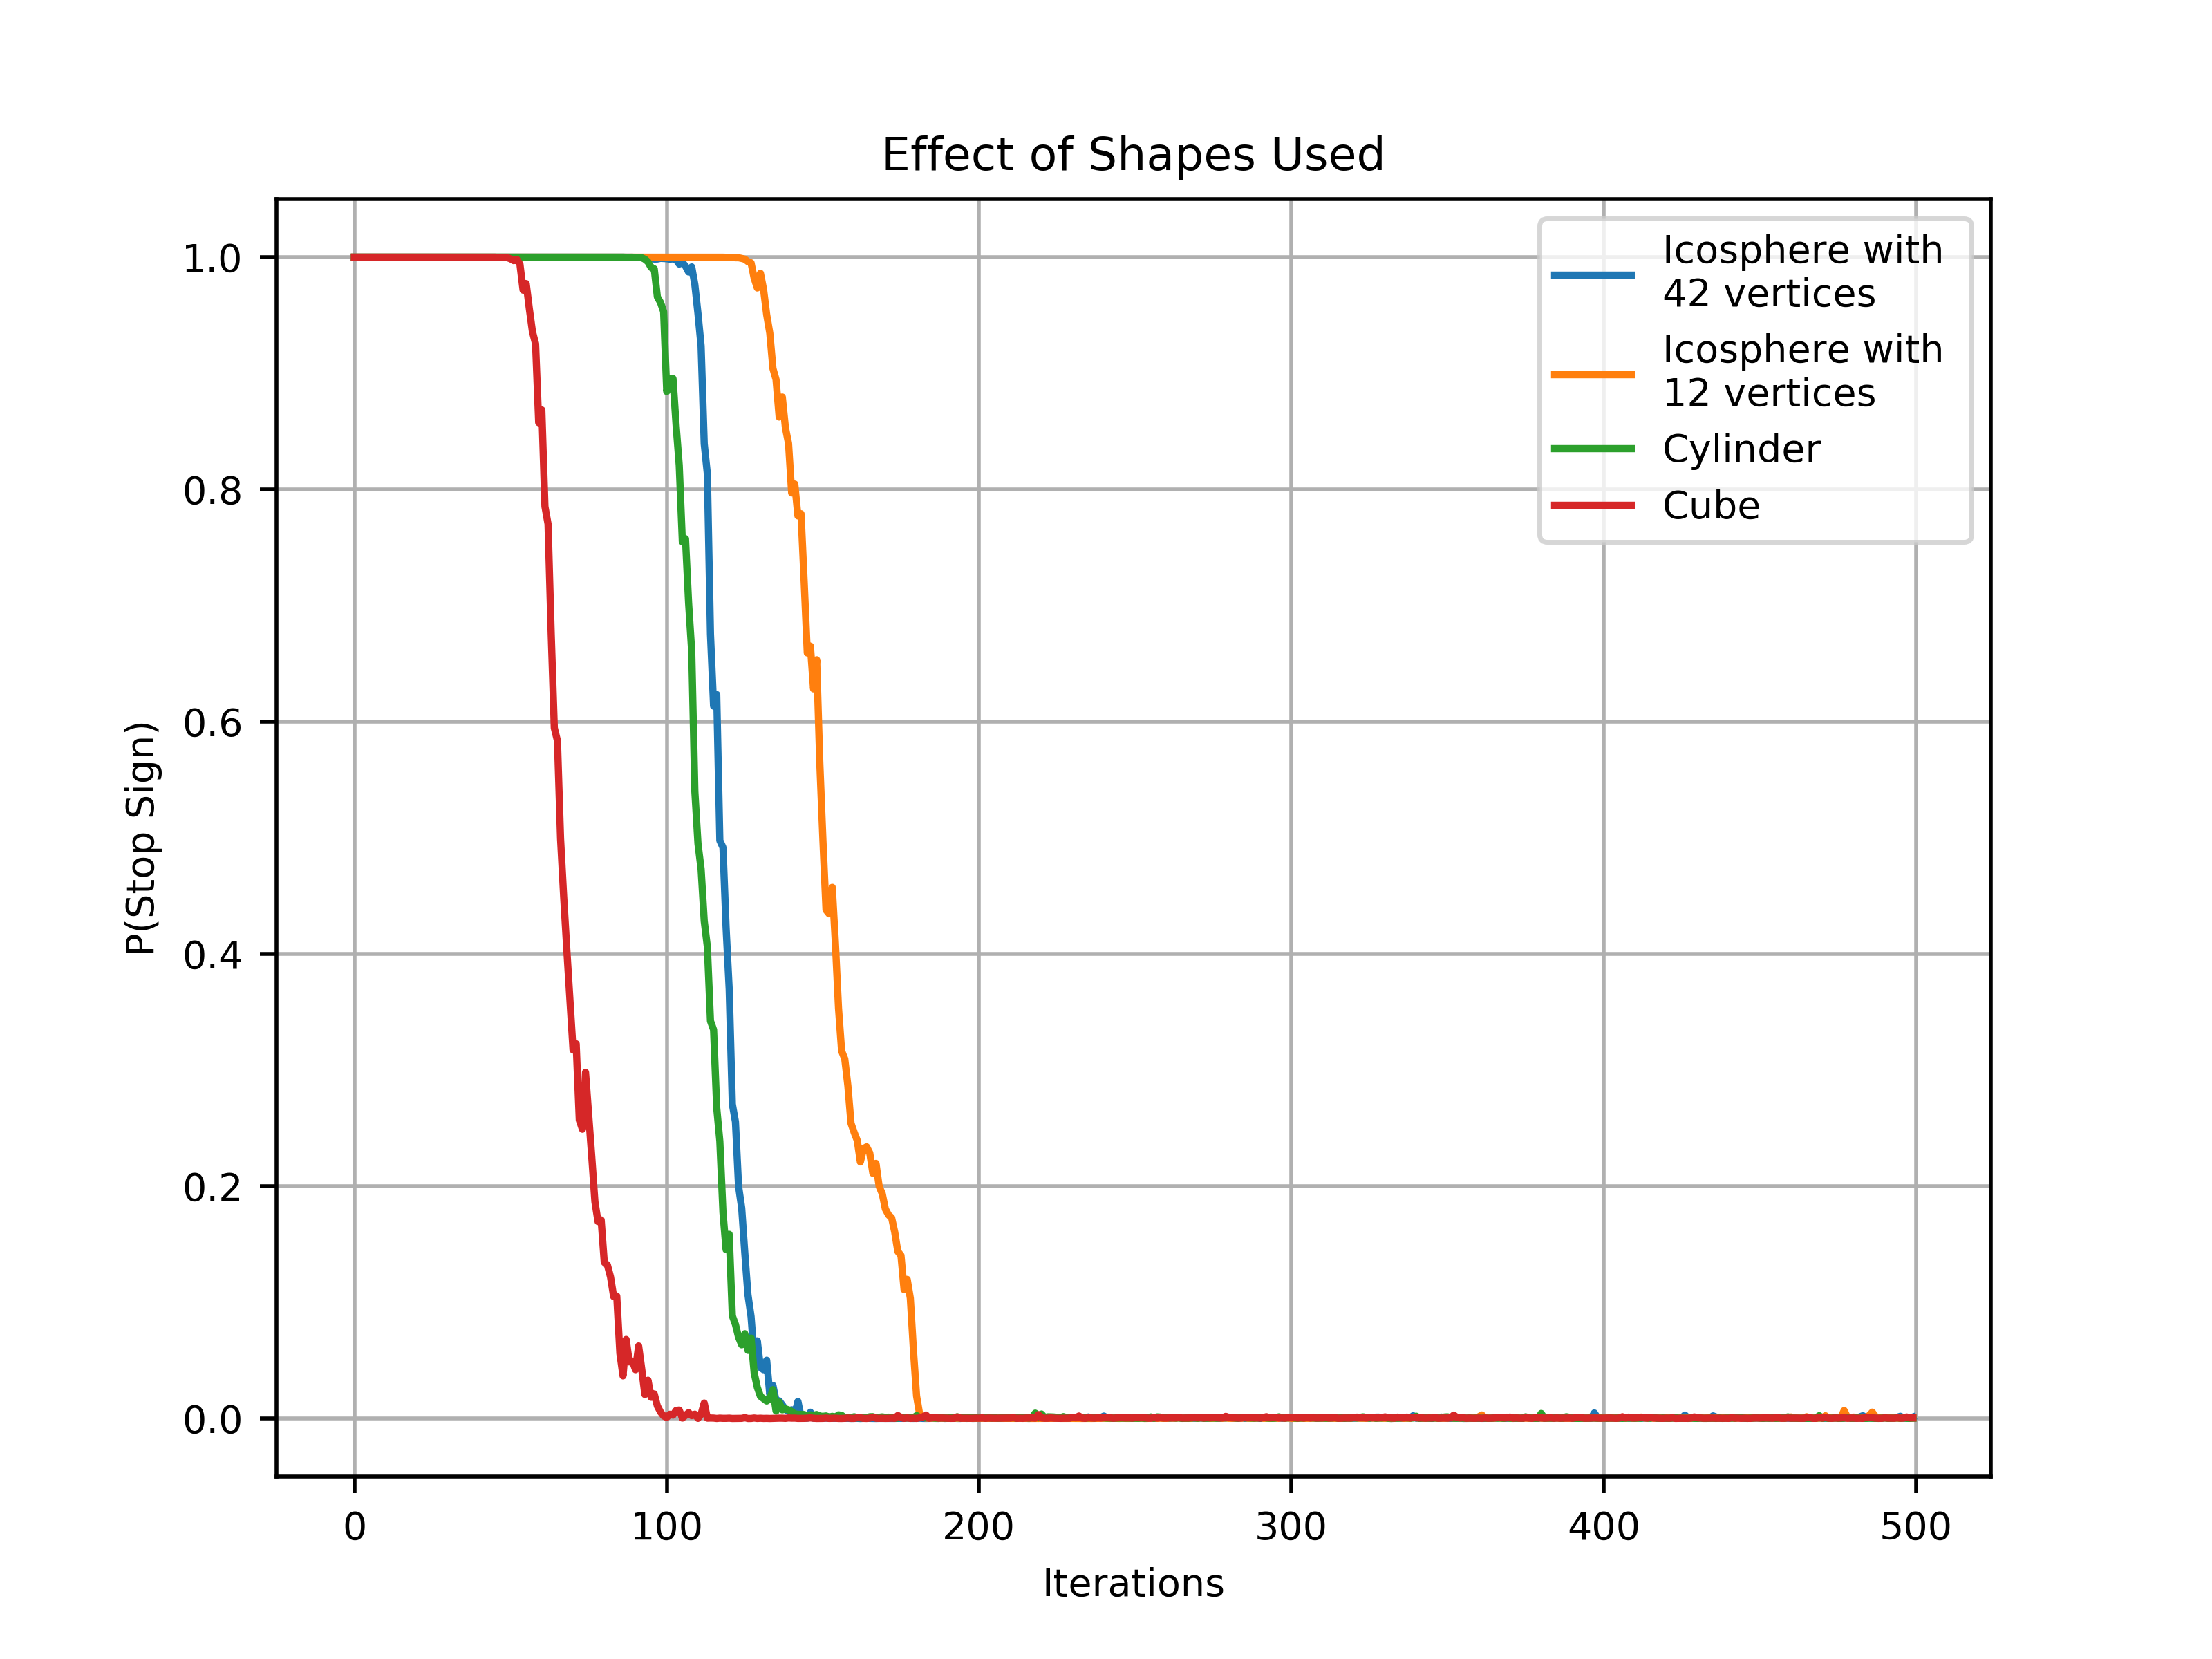 Effect of Shapes Used
1.0
0.8
0.6
0.4
0.2
0.0
P(Stop Sign)
Icosphere with
42 vertices
Icosphere with
12 vertices
Cylinder
Cube
0
100
200
300
400
500
Iterations